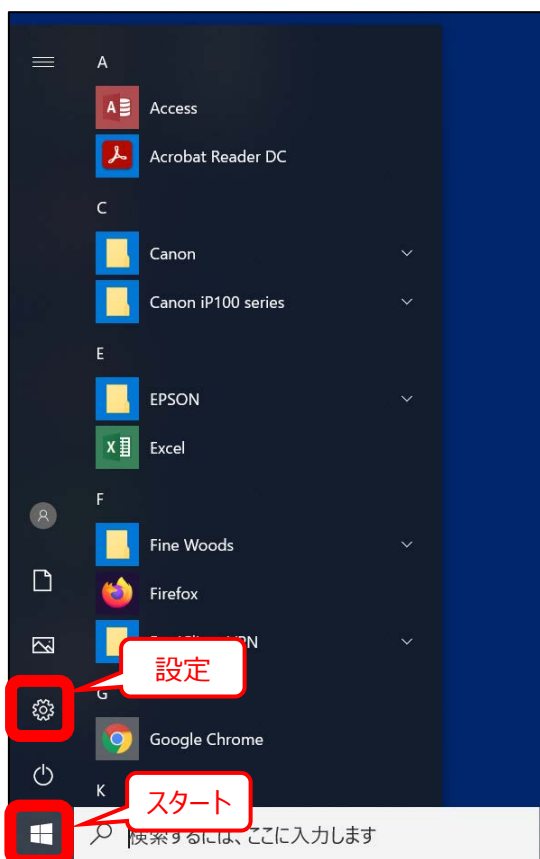 A
Access
Acrobat Reader DC
C
Canon
Canon iP100 series
E
EPSON
Excel
F
Fine Woods
Firefox
設定
G
Google Chrome
K
スタート
検索するには、ここに入力します